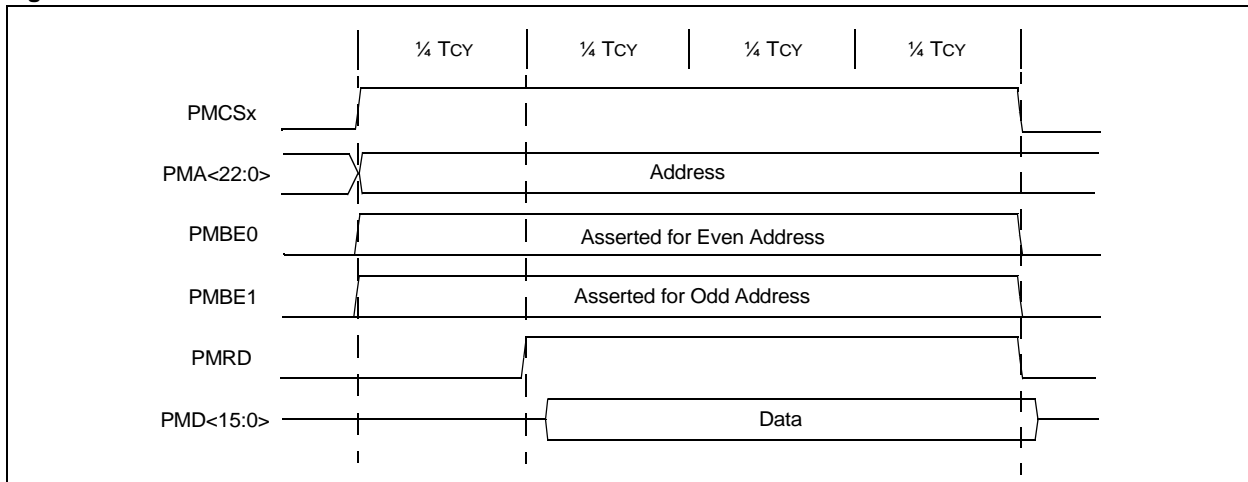 ¼ TCY ¼ TCY ¼ TCY ¼ TCY
PMCSx
PMA<22:0> Address
PMBE0 Asserted for Even Address
PMBE1 Asserted for Odd Address
PMRD
PMD<15:0> Data